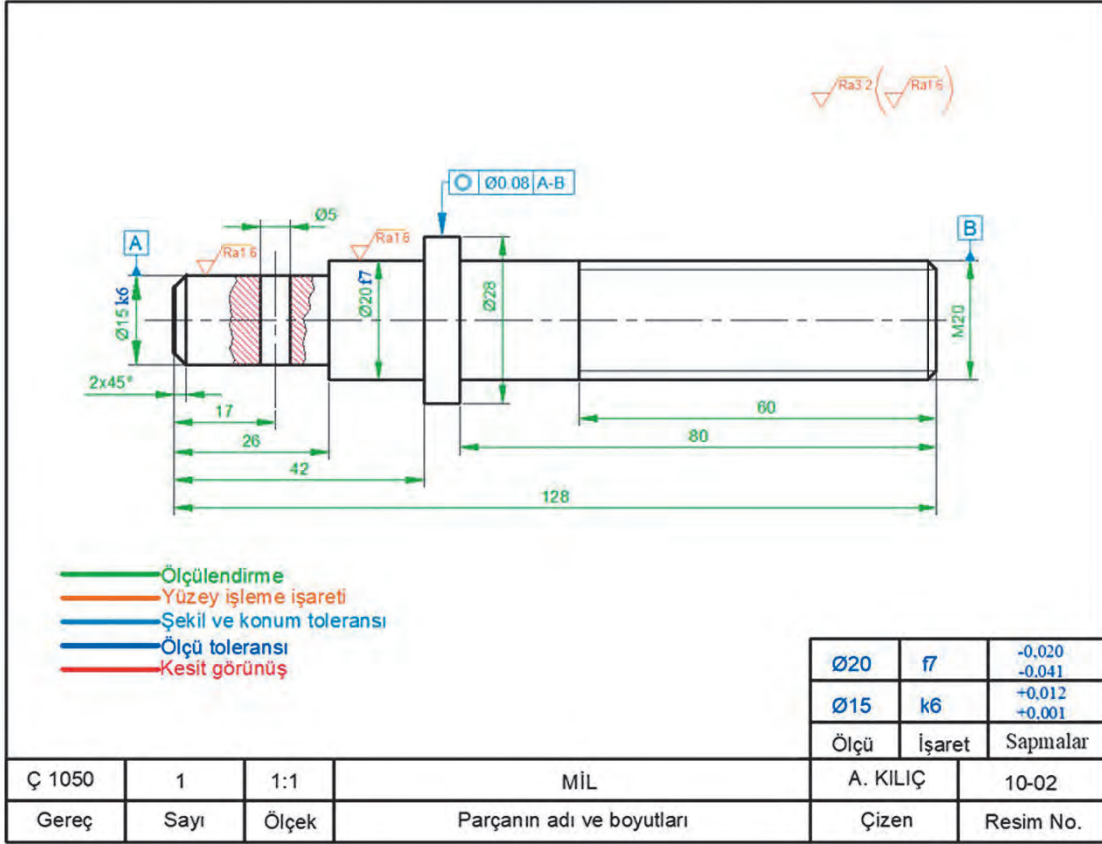 Ra3.2 (Ra1.6)
Ø0.08 A-B
Ø5
A
Ra1.6
Ra1.6
B
Ø15 k6
Ø20 f7
Ø28
M20
2x45°
17
60
26
80
42
128
Ölçülendirme
Yüzey işleme işareti
Şekil ve konum toleransı
Ölçü toleransı
Kesit görünüş
Ø20 f7 -0,020 -0,041
Ø15 k6 +0,012 +0,001
Ölçü İşaret Sapmalar
Ç 1050 1 1:1 MİL A. KILIÇ 10-02
Gereç Sayı Ölçek Parçanın adı ve boyutları Çizen Resim No.